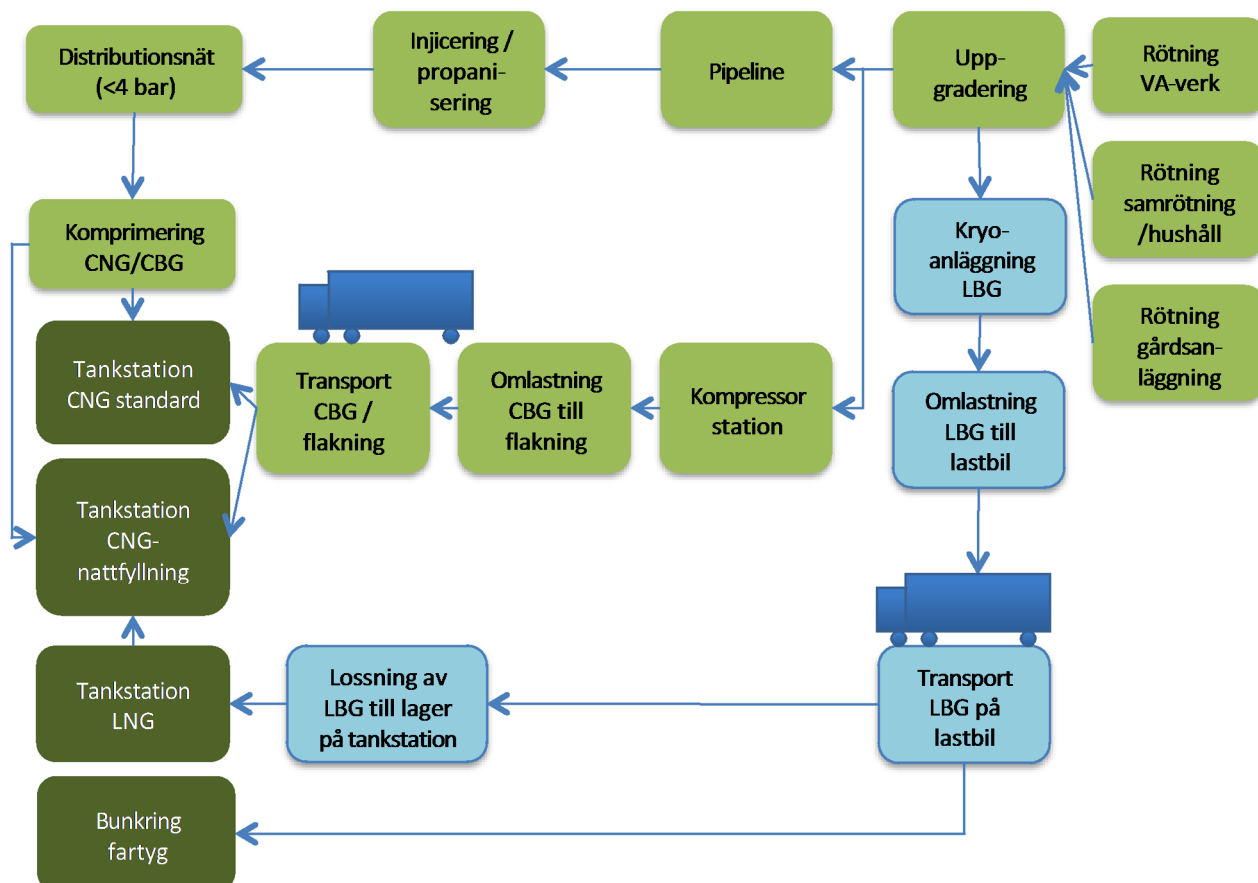 Distributionsnät
(<4 bar)
Injicering /
propani-
sering
Pipeline
Upp-
gradering
Rötning
VA-verk
Rötning
samrötning
/hushåll
Rötning
gårdsan-
läggning
Komprimering
CNG/CBG
Kryo-
anläggning
LBG
Tankstation
CNG standard
Transport
CBG /
flakning
Omlastning
CBG till
flakning
Kompressor
station
Omlastning
LBG till
lastbil
Tankstation
CNG-
nattfyllning
Tankstation
LNG
Lossning av
LBG till lager
på tankstation
Transport
LBG på
lastbil
Bunkring
fartyg